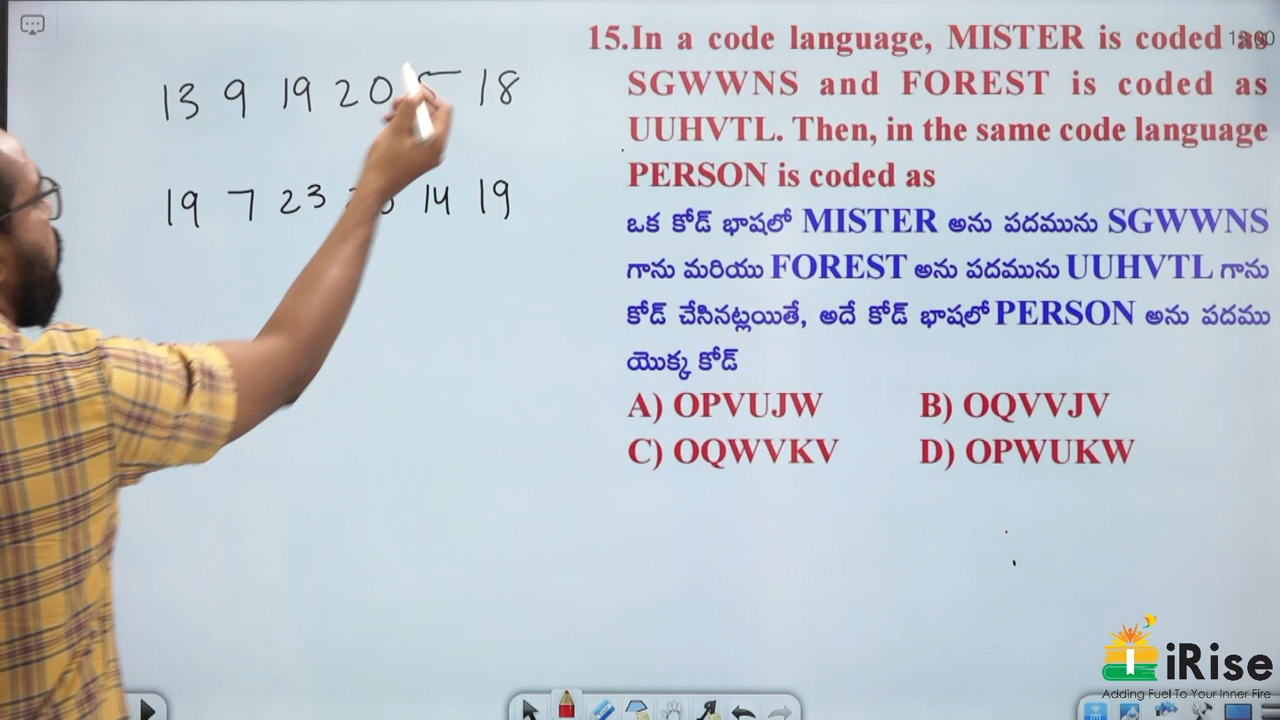 13 9 19 20 5 18
19 7 23 14 19
15.In a code language, MISTER is coded as
SGWWNS and FOREST is coded as
UUHVTL. Then, in the same code language
PERSON is coded as
ఒక కోడ్ భాషలో MISTER అను పదమును SGWWNS
గాను మరియు FOREST అను పదమును UUHVTL గాను
కోడ్ చేసినట్లయితే, అదే కోడ్ భాషలో PERSON అను పదము
యొక్క కోడ్
A) OPVUJW B) OQVVJV
C) OQWVKV D) OPWUKW
iRise
Adding Fuel To Your Inner Fire